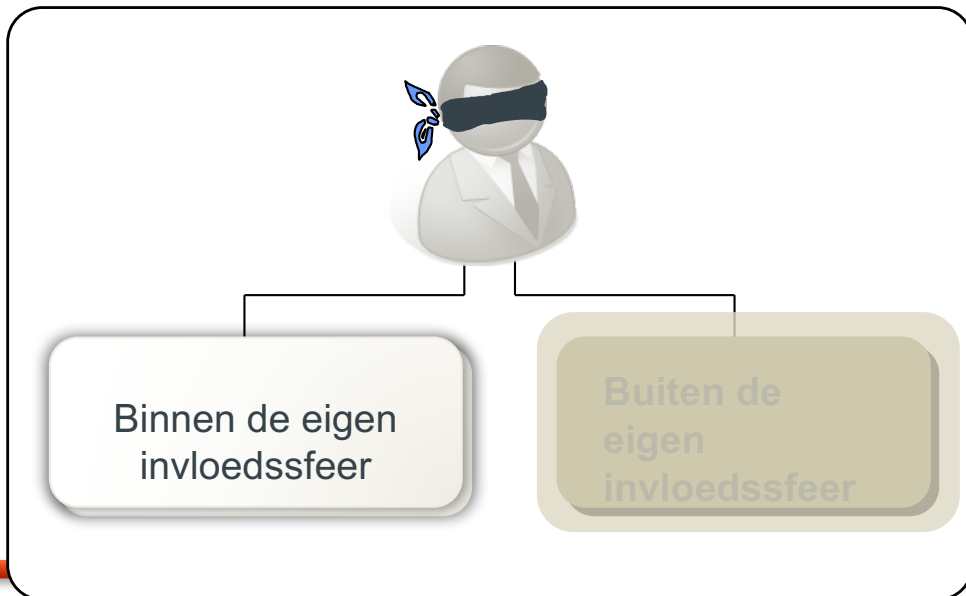 Binnen de eigen
invloedssfeer
Buiten de
eigen
invloedssfeer